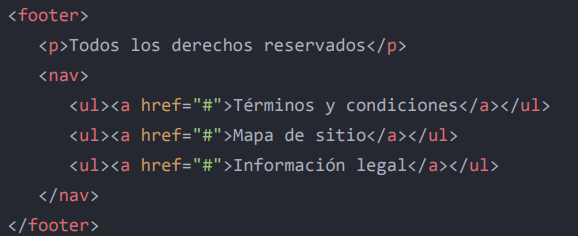 <footer>
<p>Todos los derechos reservados</p>
<nav>
<ul><a href="#">Términos y condiciones</a></ul>
<ul><a href="#">Mapa de sitio</a></ul>
<ul><a href="#">Información legal</a></ul>
</nav>
</footer>